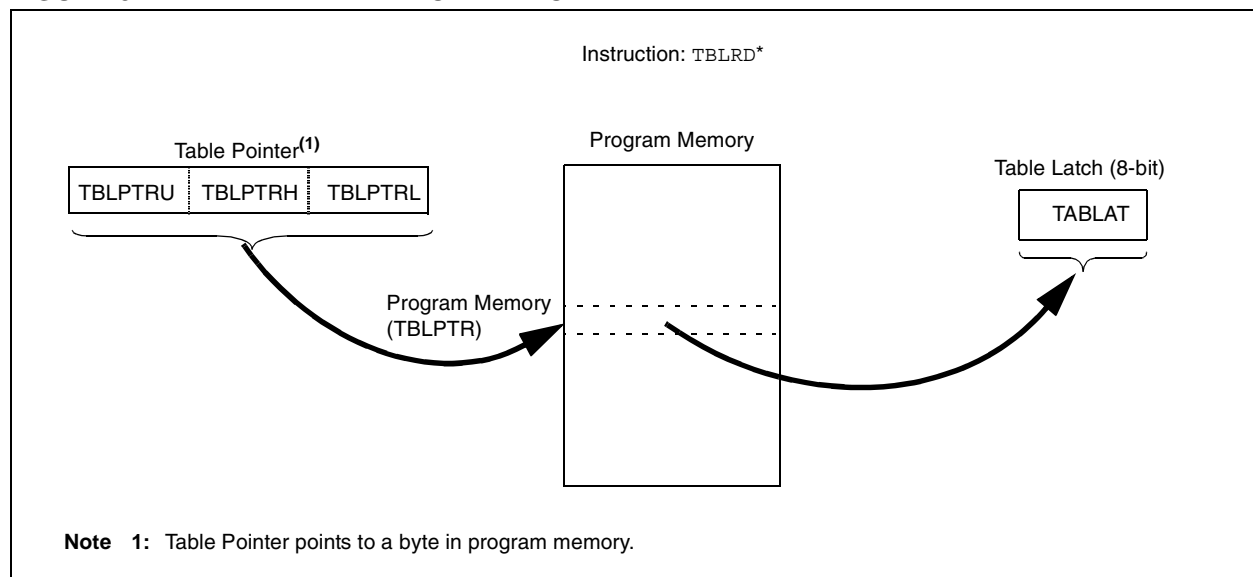 Instruction: TBLRD*
Program Memory
Table Pointer(1)
Table Latch (8-bit)
TBLPTRU TBLPTRH TBLPTRL
TABLAT
Program Memory
(TBLPTR)
Note 1: Table Pointer points to a byte in program memory.